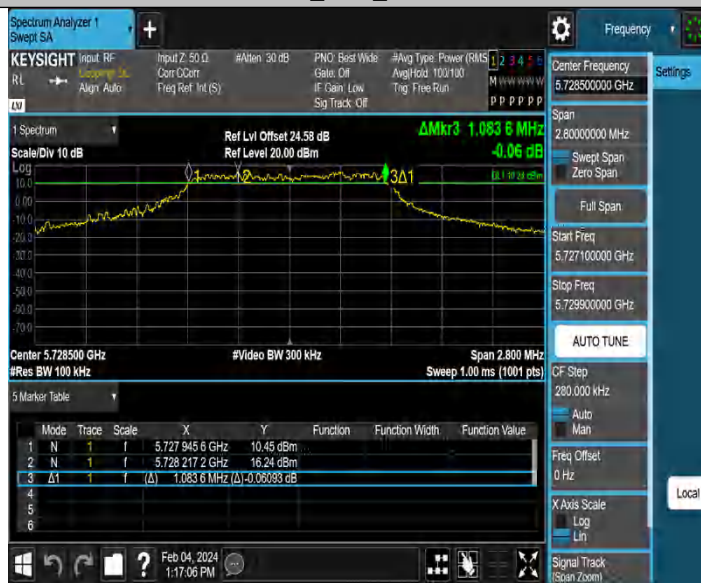 Spectrum Analyzer 1
Swept SA
+
Frequency
KEYSIGHT Input: RF
RL
Coupling: DC
Align: Auto
Input Z: 50 Ω
Corr CCorr
Freq Ref: Int (S)
#Atten: 30 dB
PNO: Best Wide
Gate: Off
IF Gain: Low
Sig Track: Off
#Avg Type: Power (RMS
Avg|Hold: 100/100
Trig: Free Run
1 2 3 4 5 6
M W W W W W
P P P P P P
LXI
1 Spectrum
Scale/Div 10 dB
Ref Lvl Offset 24.58 dB
Ref Level 20.00 dBm
ΔMkr3 1.083 6 MHz
-0.06 dB
Log
10.0
0.00
-10.0
-20.0
-30.0
-40.0
-50.0
-60.0
-70.0
1
2
3Δ1
DL1 10.24 dBm
Center 5.728500 GHz
#Res BW 100 kHz
#Video BW 300 kHz
Span 2.800 MHz
Sweep 1.00 ms (1001 pts)
5 Marker Table
Mode Trace Scale X Y Function Function Width Function Value
1 N 1 f 5.727 945 6 GHz 10.45 dBm
2 N 1 f 5.728 217 2 GHz 16.24 dBm
3 Δ1 1 f (Δ) 1.083 6 MHz (Δ) -0.06093 dB
4
5
6
Feb 04, 2024
1:17:06 PM
?
Center Frequency
5.728500000 GHz
Settings
Span
2.80000000 MHz
Swept Span
Zero Span
Full Span
Start Freq
5.727100000 GHz
Stop Freq
5.729900000 GHz
AUTO TUNE
CF Step
280.000 kHz
Auto
Man
Freq Offset
0 Hz
X Axis Scale
Log
Lin
Local
Signal Track
(Span Zoom)